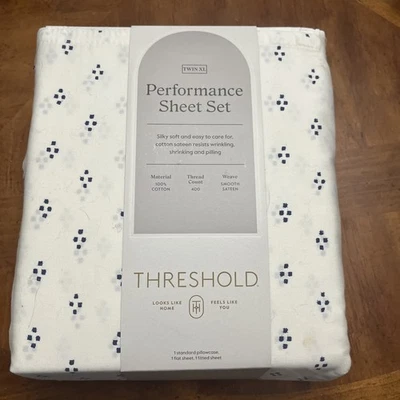 TWIN XL
Performance
Sheet Set
Silky soft and easy to care for,
cotton sateen resists wrinkling,
shrinking and pilling
Material
100%
COTTON
Thread
Count
400
Weave
SMOOTH
SATEEN
THRESHOLD
LOOKS LIKE
HOME
FEELS LIKE
YOU
1 standard pillowcase,
1 flat sheet, 1 fitted sheet